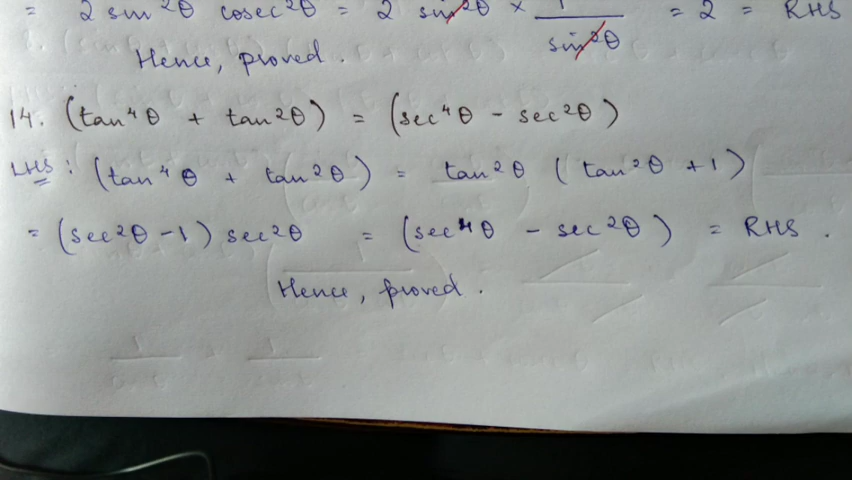 = 2 sin²θ cosec²θ = 2 sin²θ × 1/sin²θ = 2 = RHS
Hence, proved.
14. (tan⁴θ + tan²θ) = (sec⁴θ - sec²θ)
LHS: (tan⁴θ + tan²θ) = tan²θ (tan²θ +1)
= (sec²θ -1) sec²θ = (sec⁴θ - sec²θ) = RHS.
Hence, proved.